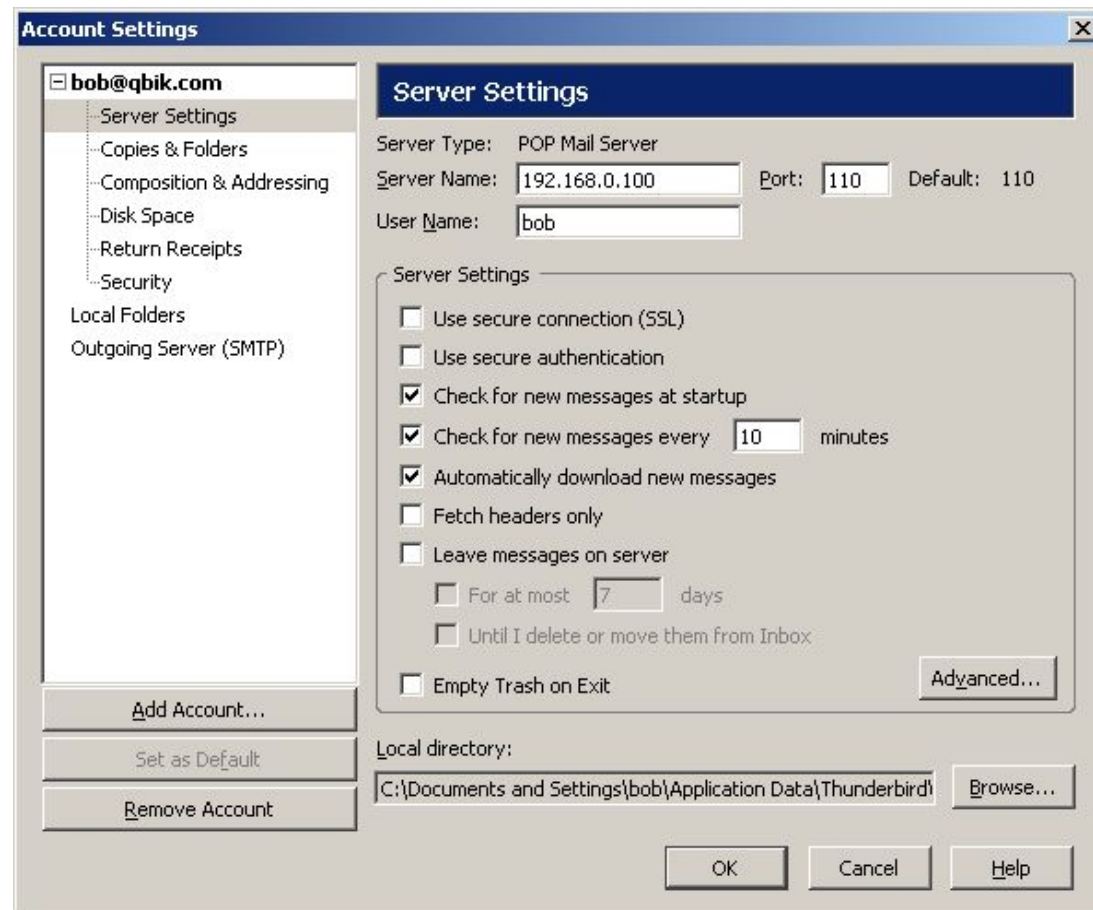 Account Settings
bob@qbik.com
Server Settings
Copies & Folders
Composition & Addressing
Disk Space
Return Receipts
Security
Local Folders
Outgoing Server (SMTP)
Add Account...
Set as Default
Remove Account
Server Settings
Server Type: POP Mail Server
Server Name: 192.168.0.100 Port: 110 Default: 110
User Name: bob
Server Settings
Use secure connection (SSL)
Use secure authentication
Check for new messages at startup
Check for new messages every 10 minutes
Automatically download new messages
Fetch headers only
Leave messages on server
For at most 7 days
Until I delete or move them from Inbox
Empty Trash on Exit Advanced...
Local directory:
C:\Documents and Settings\bob\Application Data\Thunderbird\ Browse...
OK Cancel Help